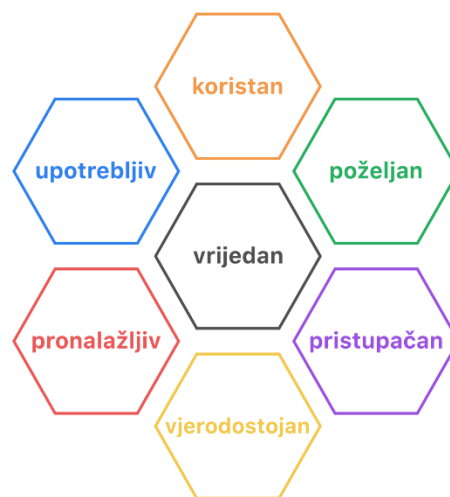 koristan
upotrebljiv
poželjan
vrijedan
pronalažljiv
pristupačan
vjerodostojan